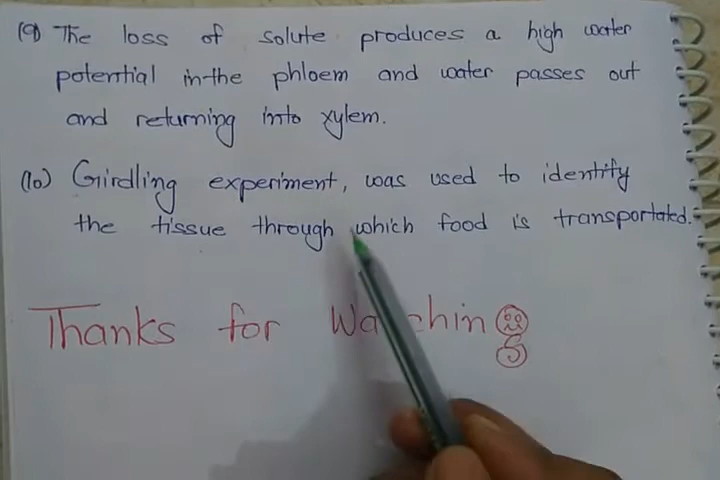 (9) The loss of solute produces a high water
potential in the phloem and water passes out
and returning into xylem.
(10) Girdling experiment, was used to identify
the tissue through which food is transportated.
Thanks for Watching